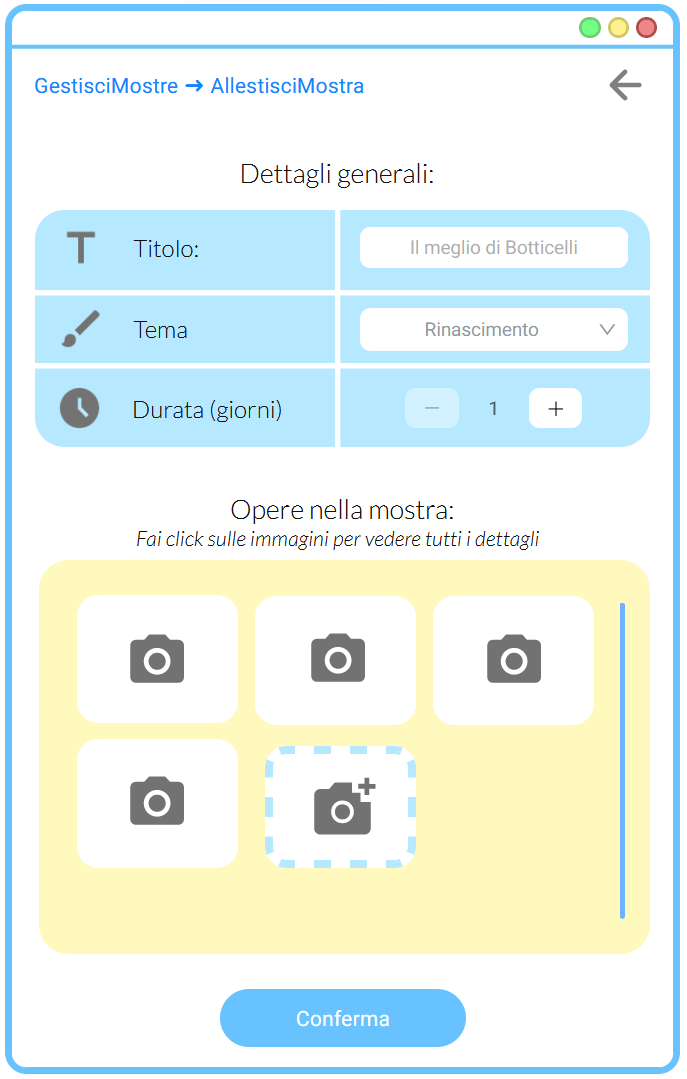 GestisciMostre ➔ AllestisciMostra
Dettagli generali:
Titolo:
Il meglio di Botticelli
Tema
Rinascimento
Durata (giorni)
− 1 +
Opere nella mostra:
Fai click sulle immagini per vedere tutti i dettagli
Conferma